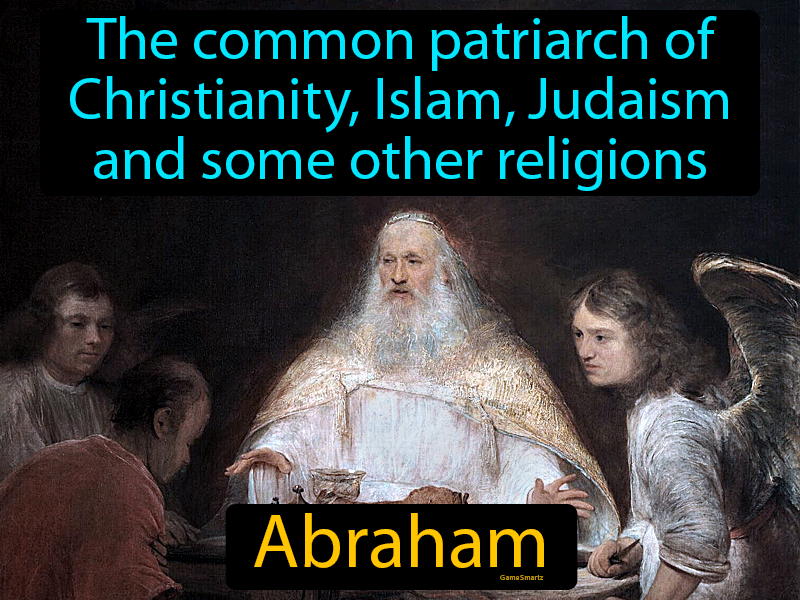 The common patriarch of
Christianity, Islam, Judaism
and some other religions
Abraham
GameSmartz